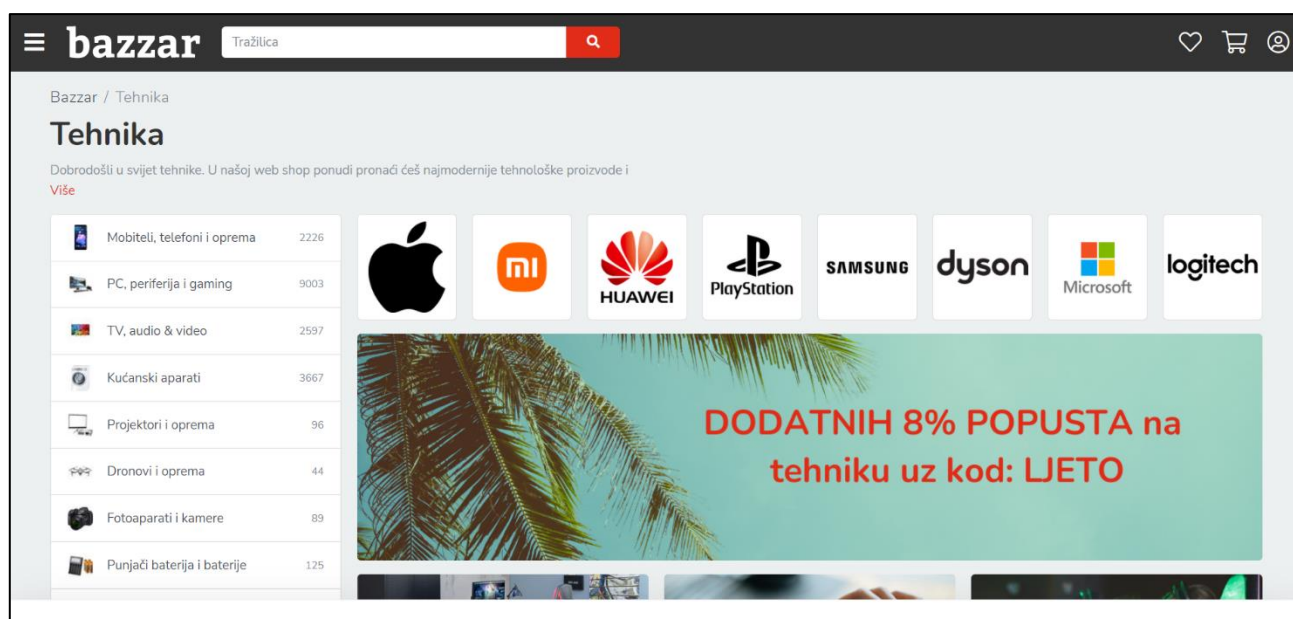 bazzar
Tražilica
Bazzar / Tehnika
Tehnika
Dobrodošli u svijet tehnike. U našoj web shop ponudi pronaći ćeš najmodernije tehnološke proizvode i
Više
Mobiteli, telefoni i oprema 2226
PC, periferija i gaming 9003
TV, audio & video 2597
Kućanski aparati 3667
Projektori i oprema 96
Dronovi i oprema 44
Fotoaparati i kamere 89
Punjači baterija i baterije 125
mi
HUAWEI
PlayStation
SAMSUNG
dyson
Microsoft
logitech
DODATNIH 8% POPUSTA na
tehniku uz kod: LJETO